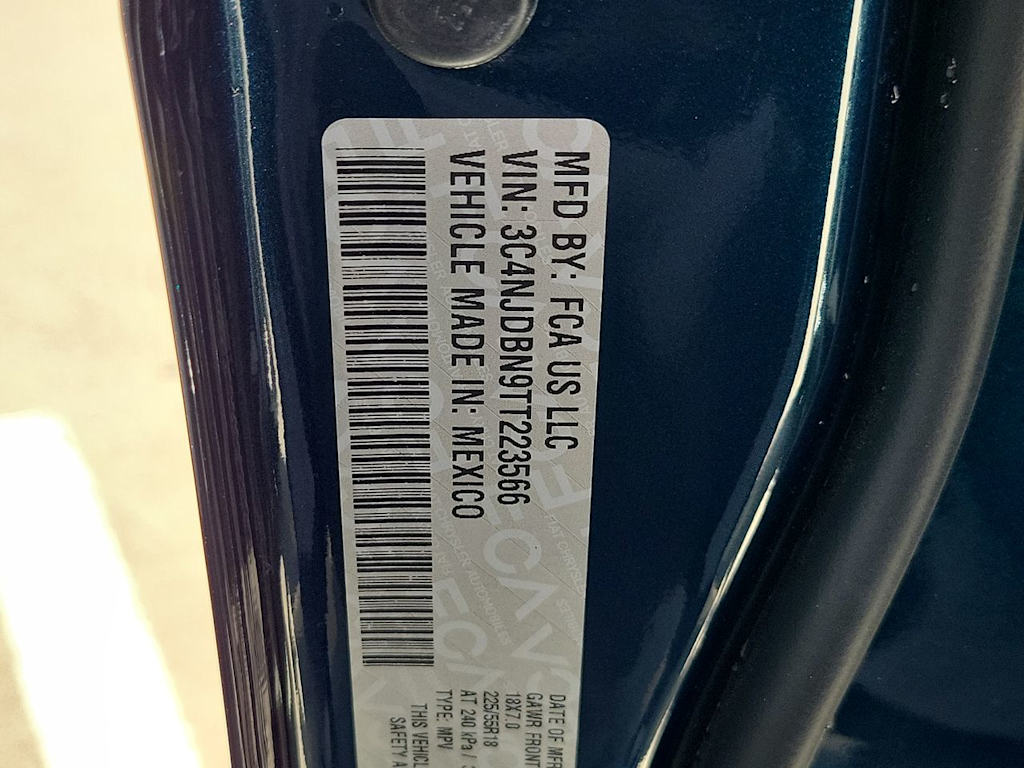 MFD BY: FCA US LLC
VIN: 3C4NJDBN9TT223566
VEHICLE MADE IN: MEXICO
DATE OF MFR
GAWR FRONT
18X7.0
225/55R18
AT 240 kPa /
TYPE: MPV
THIS VEHICL
SAFETY A